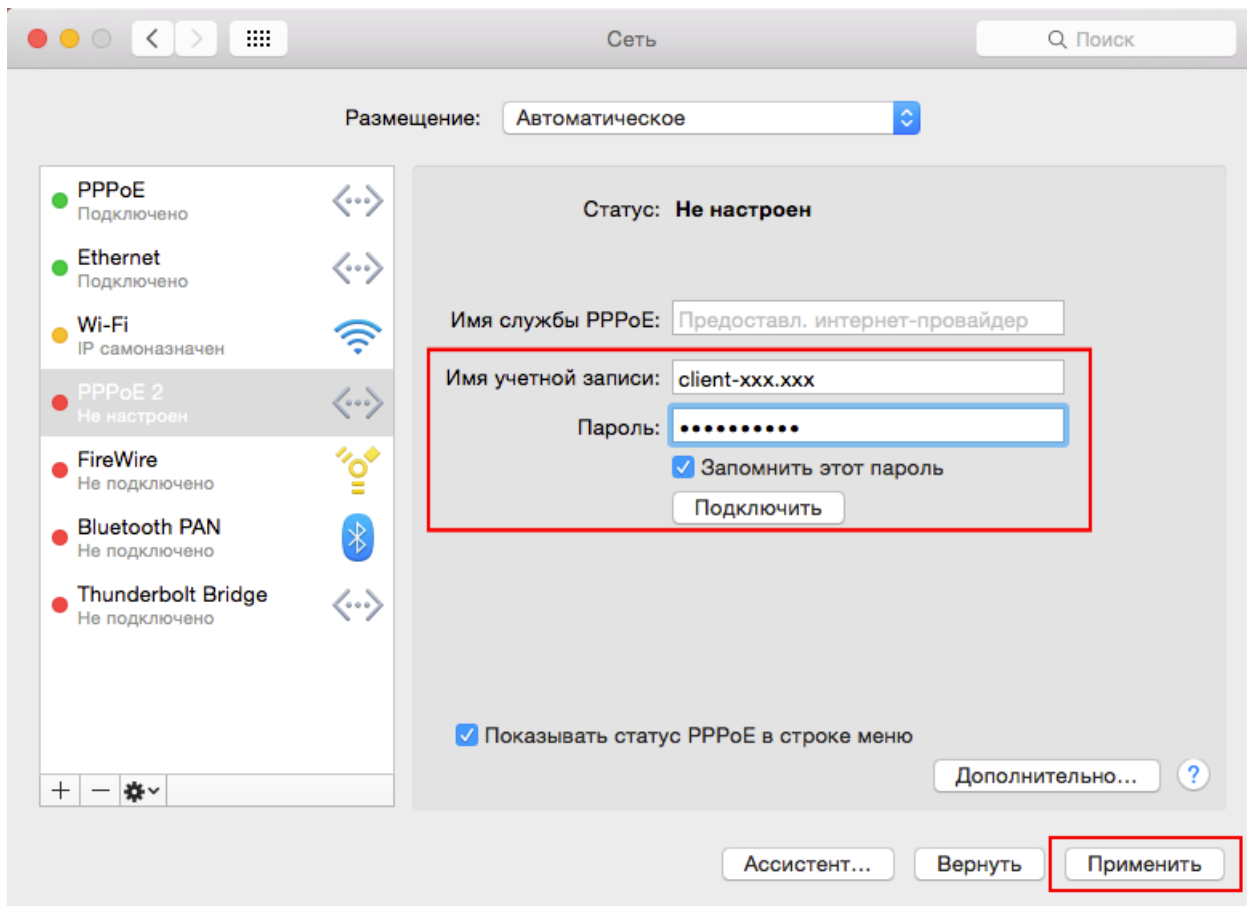 Сеть
Поиск
Размещение: Автоматическое
PPPoE
Подключено
Ethernet
Подключено
Wi-Fi
IP самоназначен
PPPoE 2
Не настроен
FireWire
Не подключено
Bluetooth PAN
Не подключено
Thunderbolt Bridge
Не подключено
Статус: Не настроен
Имя службы PPPoE: Предоставл. интернет-провайдер
Имя учетной записи: client-xxx.xxx
Пароль: ••••••••••
Запомнить этот пароль
Подключить
Показывать статус PPPoE в строке меню
Дополнительно... ?
Ассистент... Вернуть Применить